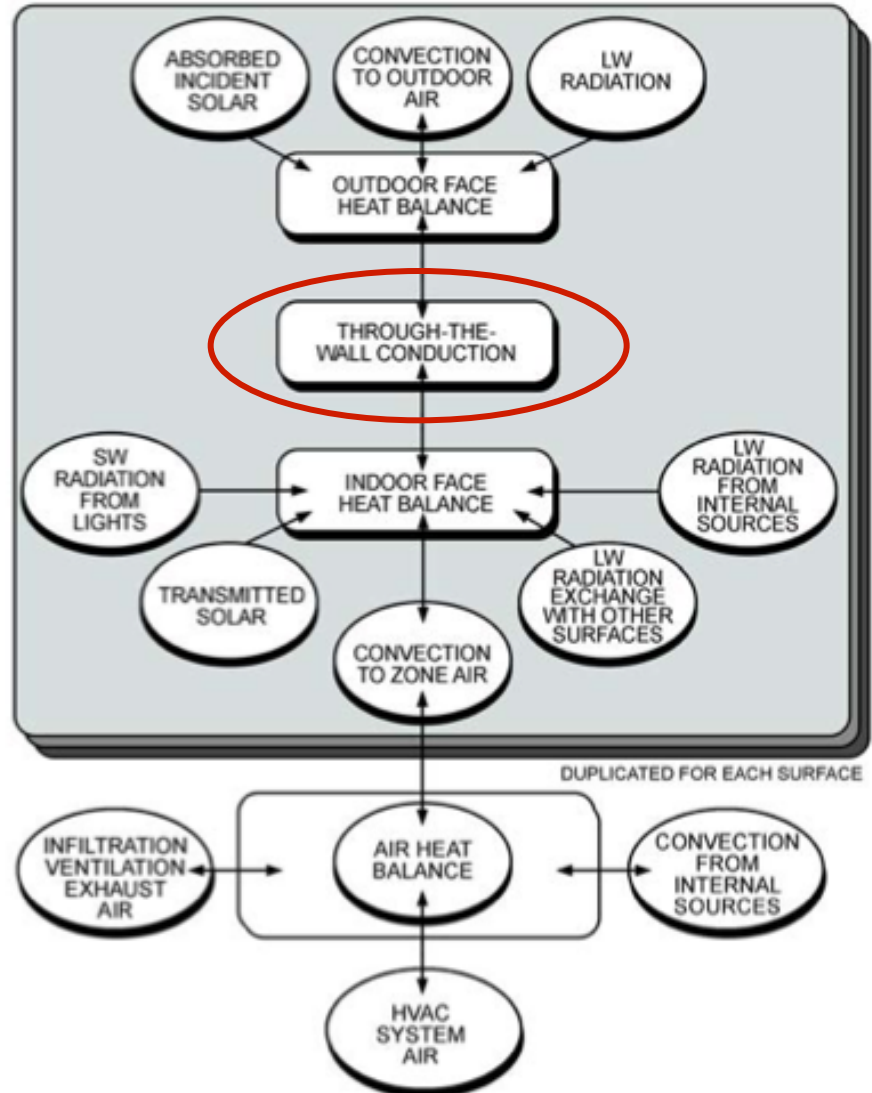 ABSORBED
INCIDENT
SOLAR
CONVECTION
TO OUTDOOR
AIR
LW
RADIATION
OUTDOOR FACE
HEAT BALANCE
THROUGH-THE-
WALL CONDUCTION
SW
RADIATION
FROM
LIGHTS
INDOOR FACE
HEAT BALANCE
LW
RADIATION
FROM
INTERNAL
SOURCES
TRANSMITTED
SOLAR
LW
RADIATION
EXCHANGE
WITH OTHER
SURFACES
CONVECTION
TO ZONE AIR
DUPLICATED FOR EACH SURFACE
INFILTRATION
VENTILATION
EXHAUST
AIR
AIR HEAT
BALANCE
CONVECTION
FROM
INTERNAL
SOURCES
HVAC
SYSTEM
AIR